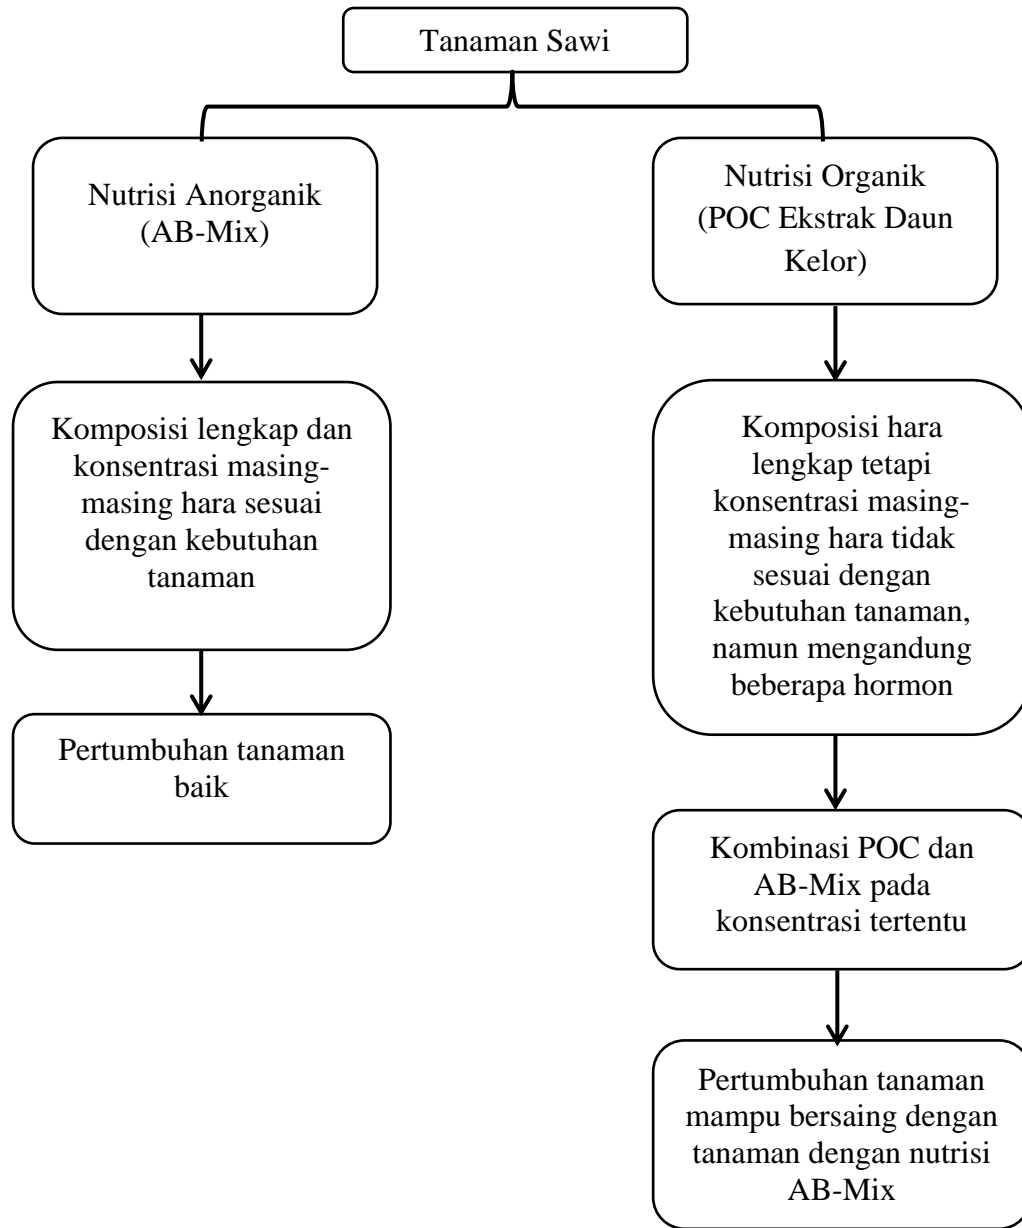 Tanaman Sawi
Nutrisi Anorganik
(AB-Mix)
Komposisi lengkap dan
konsentrasi masing-
masing hara sesuai
dengan kebutuhan
tanaman
Pertumbuhan tanaman
baik
Nutrisi Organik
(POC Ekstrak Daun
Kelor)
Komposisi hara
lengkap tetapi
konsentrasi masing-
masing hara tidak
sesuai dengan
kebutuhan tanaman,
namun mengandung
beberapa hormon
Kombinasi POC dan
AB-Mix pada
konsentrasi tertentu
Pertumbuhan tanaman
mampu bersaing dengan
tanaman dengan nutrisi
AB-Mix